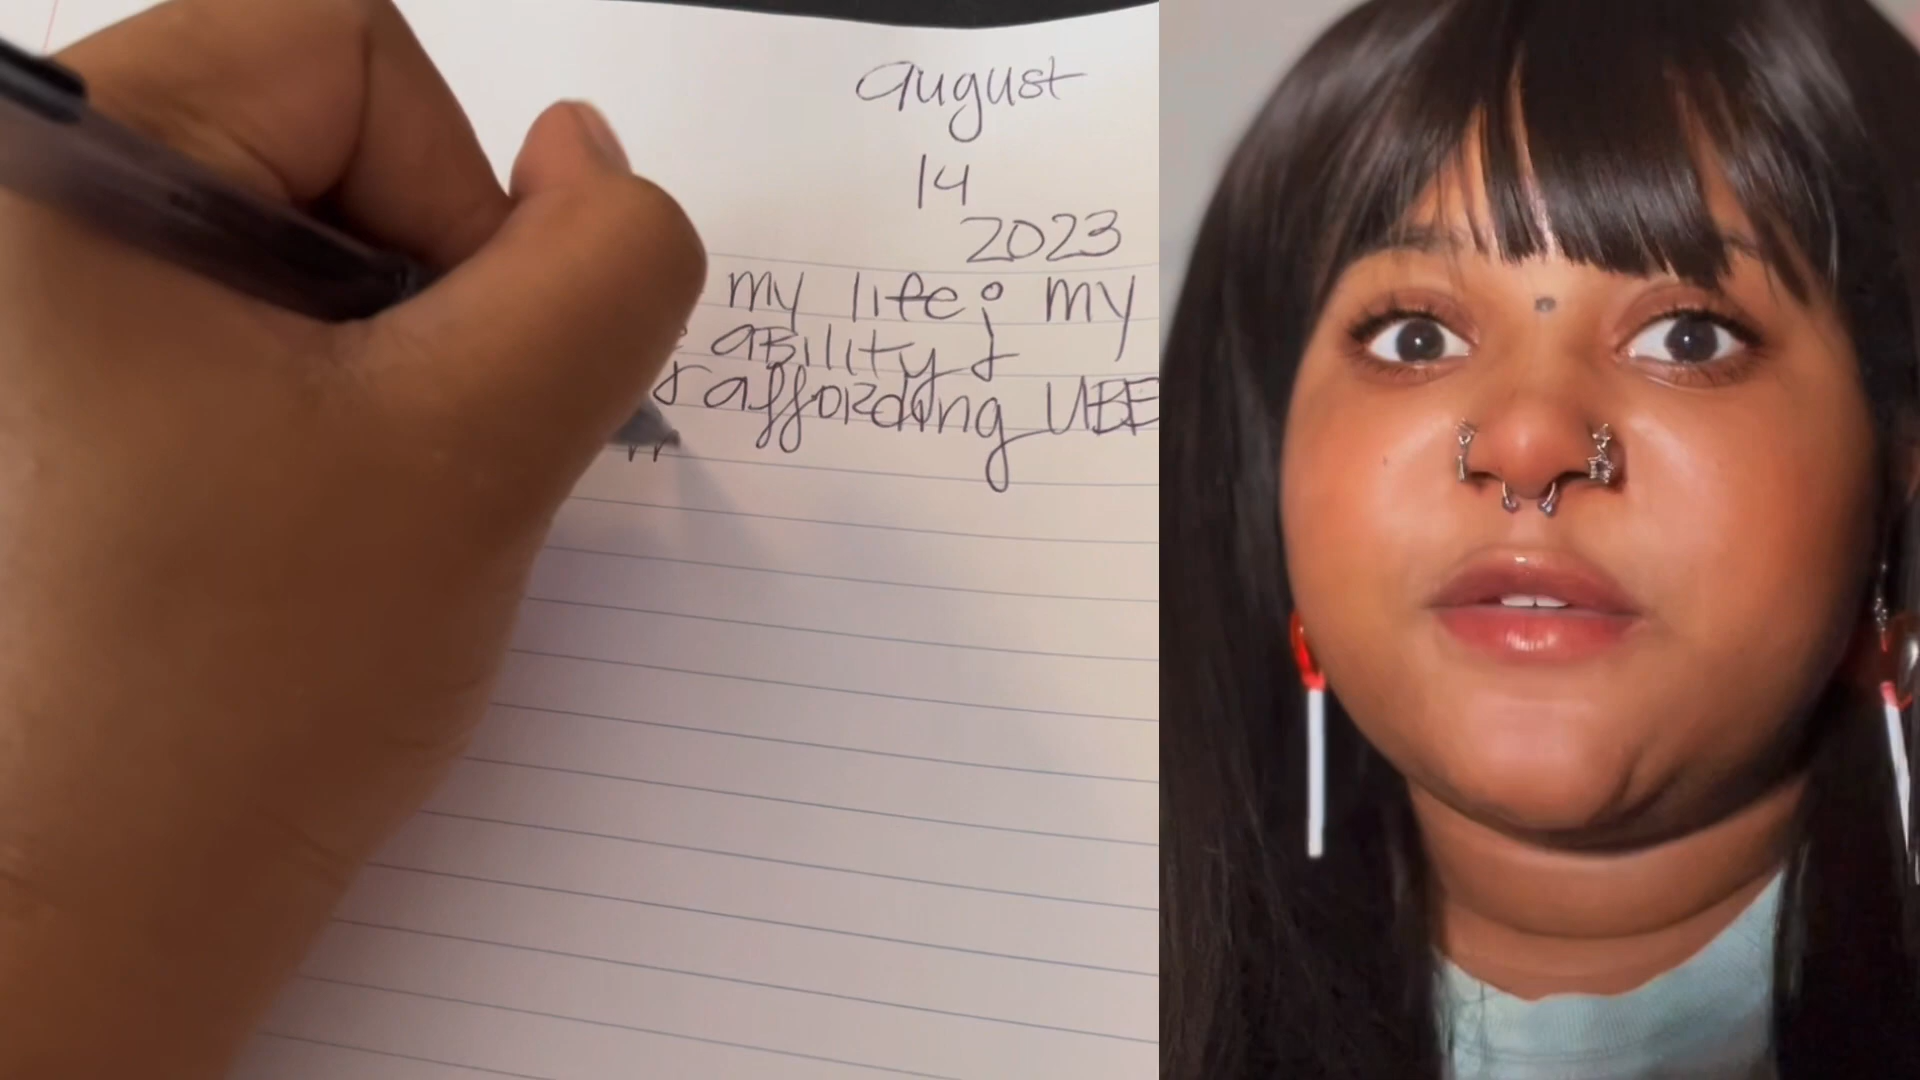 august
14
2023
my life; my
ability &
& affording UBE